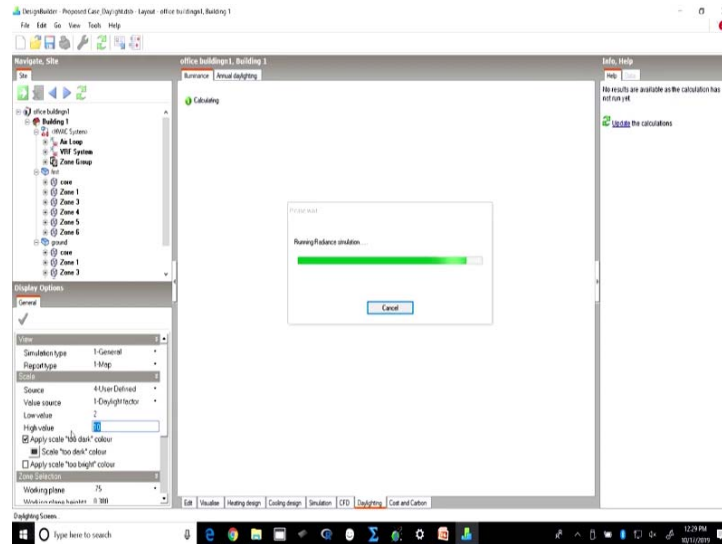 DesignBuilder - Proposed Case_Daylight.dsb - Layout - office buildings1, Building 1
File Edit Go View Tools Help
Navigate, Site
Site
office buildings1
Building 1
HVAC System
Air Loop
VRF System
Zone Group
first
core
Zone 1
Zone 3
Zone 4
Zone 5
Zone 6
ground
core
Zone 1
Zone 3
Display Options
General
View
Simulation type 1-General
Report type 1-Map
Scale
Source 4-User Defined
Value source 1-Daylight factor
Low value 2
High value
Apply scale "too dark" colour
Scale "too dark" colour
Apply scale "too bright" colour
Zone Selection
Working plane 75
Working plane height
Daylighting Screen
office buildings1, Building 1
Illuminance Annual daylighting
Calculating
Please wait
Running Radiance simulation...
Cancel
Edit Visualise Heating design Cooling design Simulation CFD Daylighting Cost and Carbon
Info, Help
Help
No results are available as the calculation has
not run yet.
Update the calculations
Type here to search
12:29 PM
10/17/2019